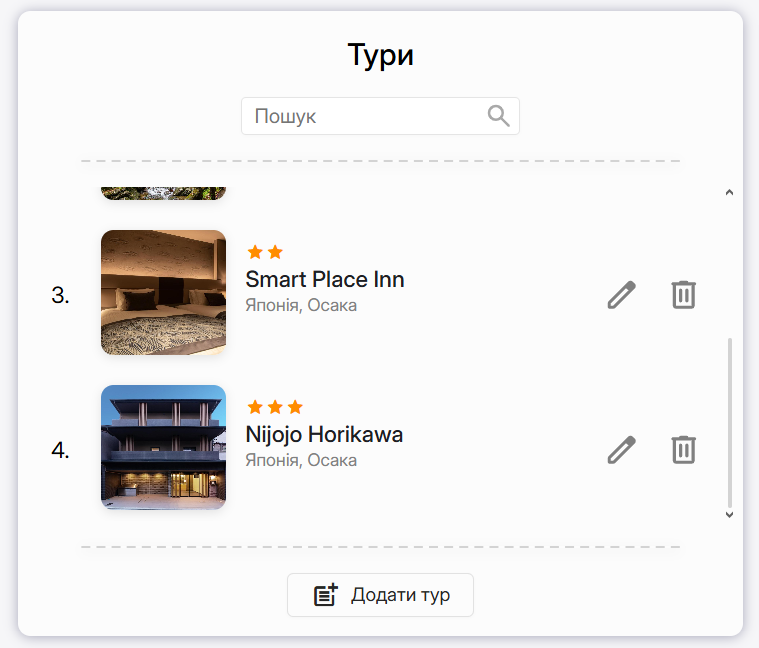 Тури
Пошук
3.
Smart Place Inn
Японія, Осака
4.
Nijojo Horikawa
Японія, Осака
Додати тур